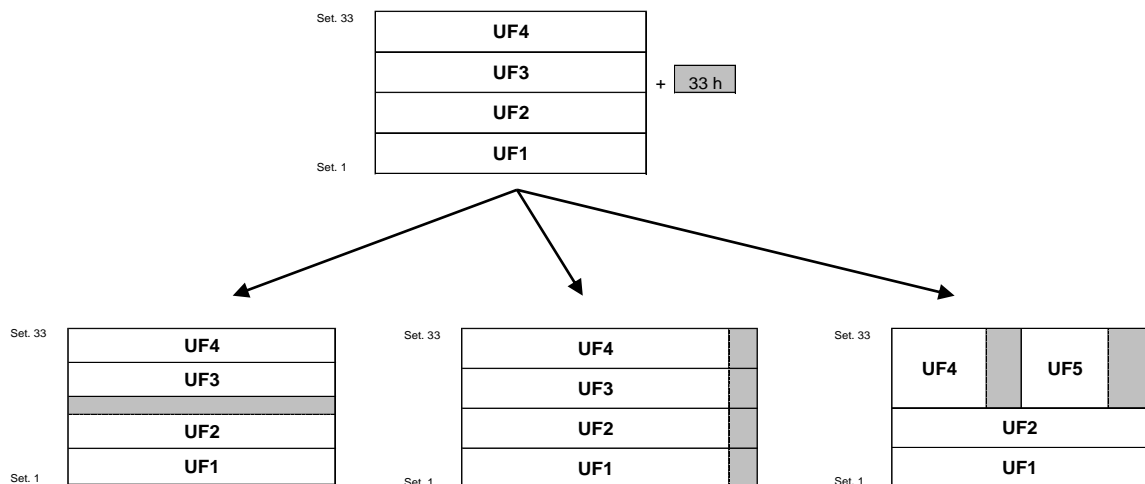 Set. 33
UF4
UF3
+ 33 h
UF2
UF1
Set. 1
Set. 33
UF4
UF3
UF2
UF1
Set. 1
Set. 33
UF4
UF3
UF2
UF1
Set. 1
Set. 33
UF4 UF5
UF2
UF1
Set. 1